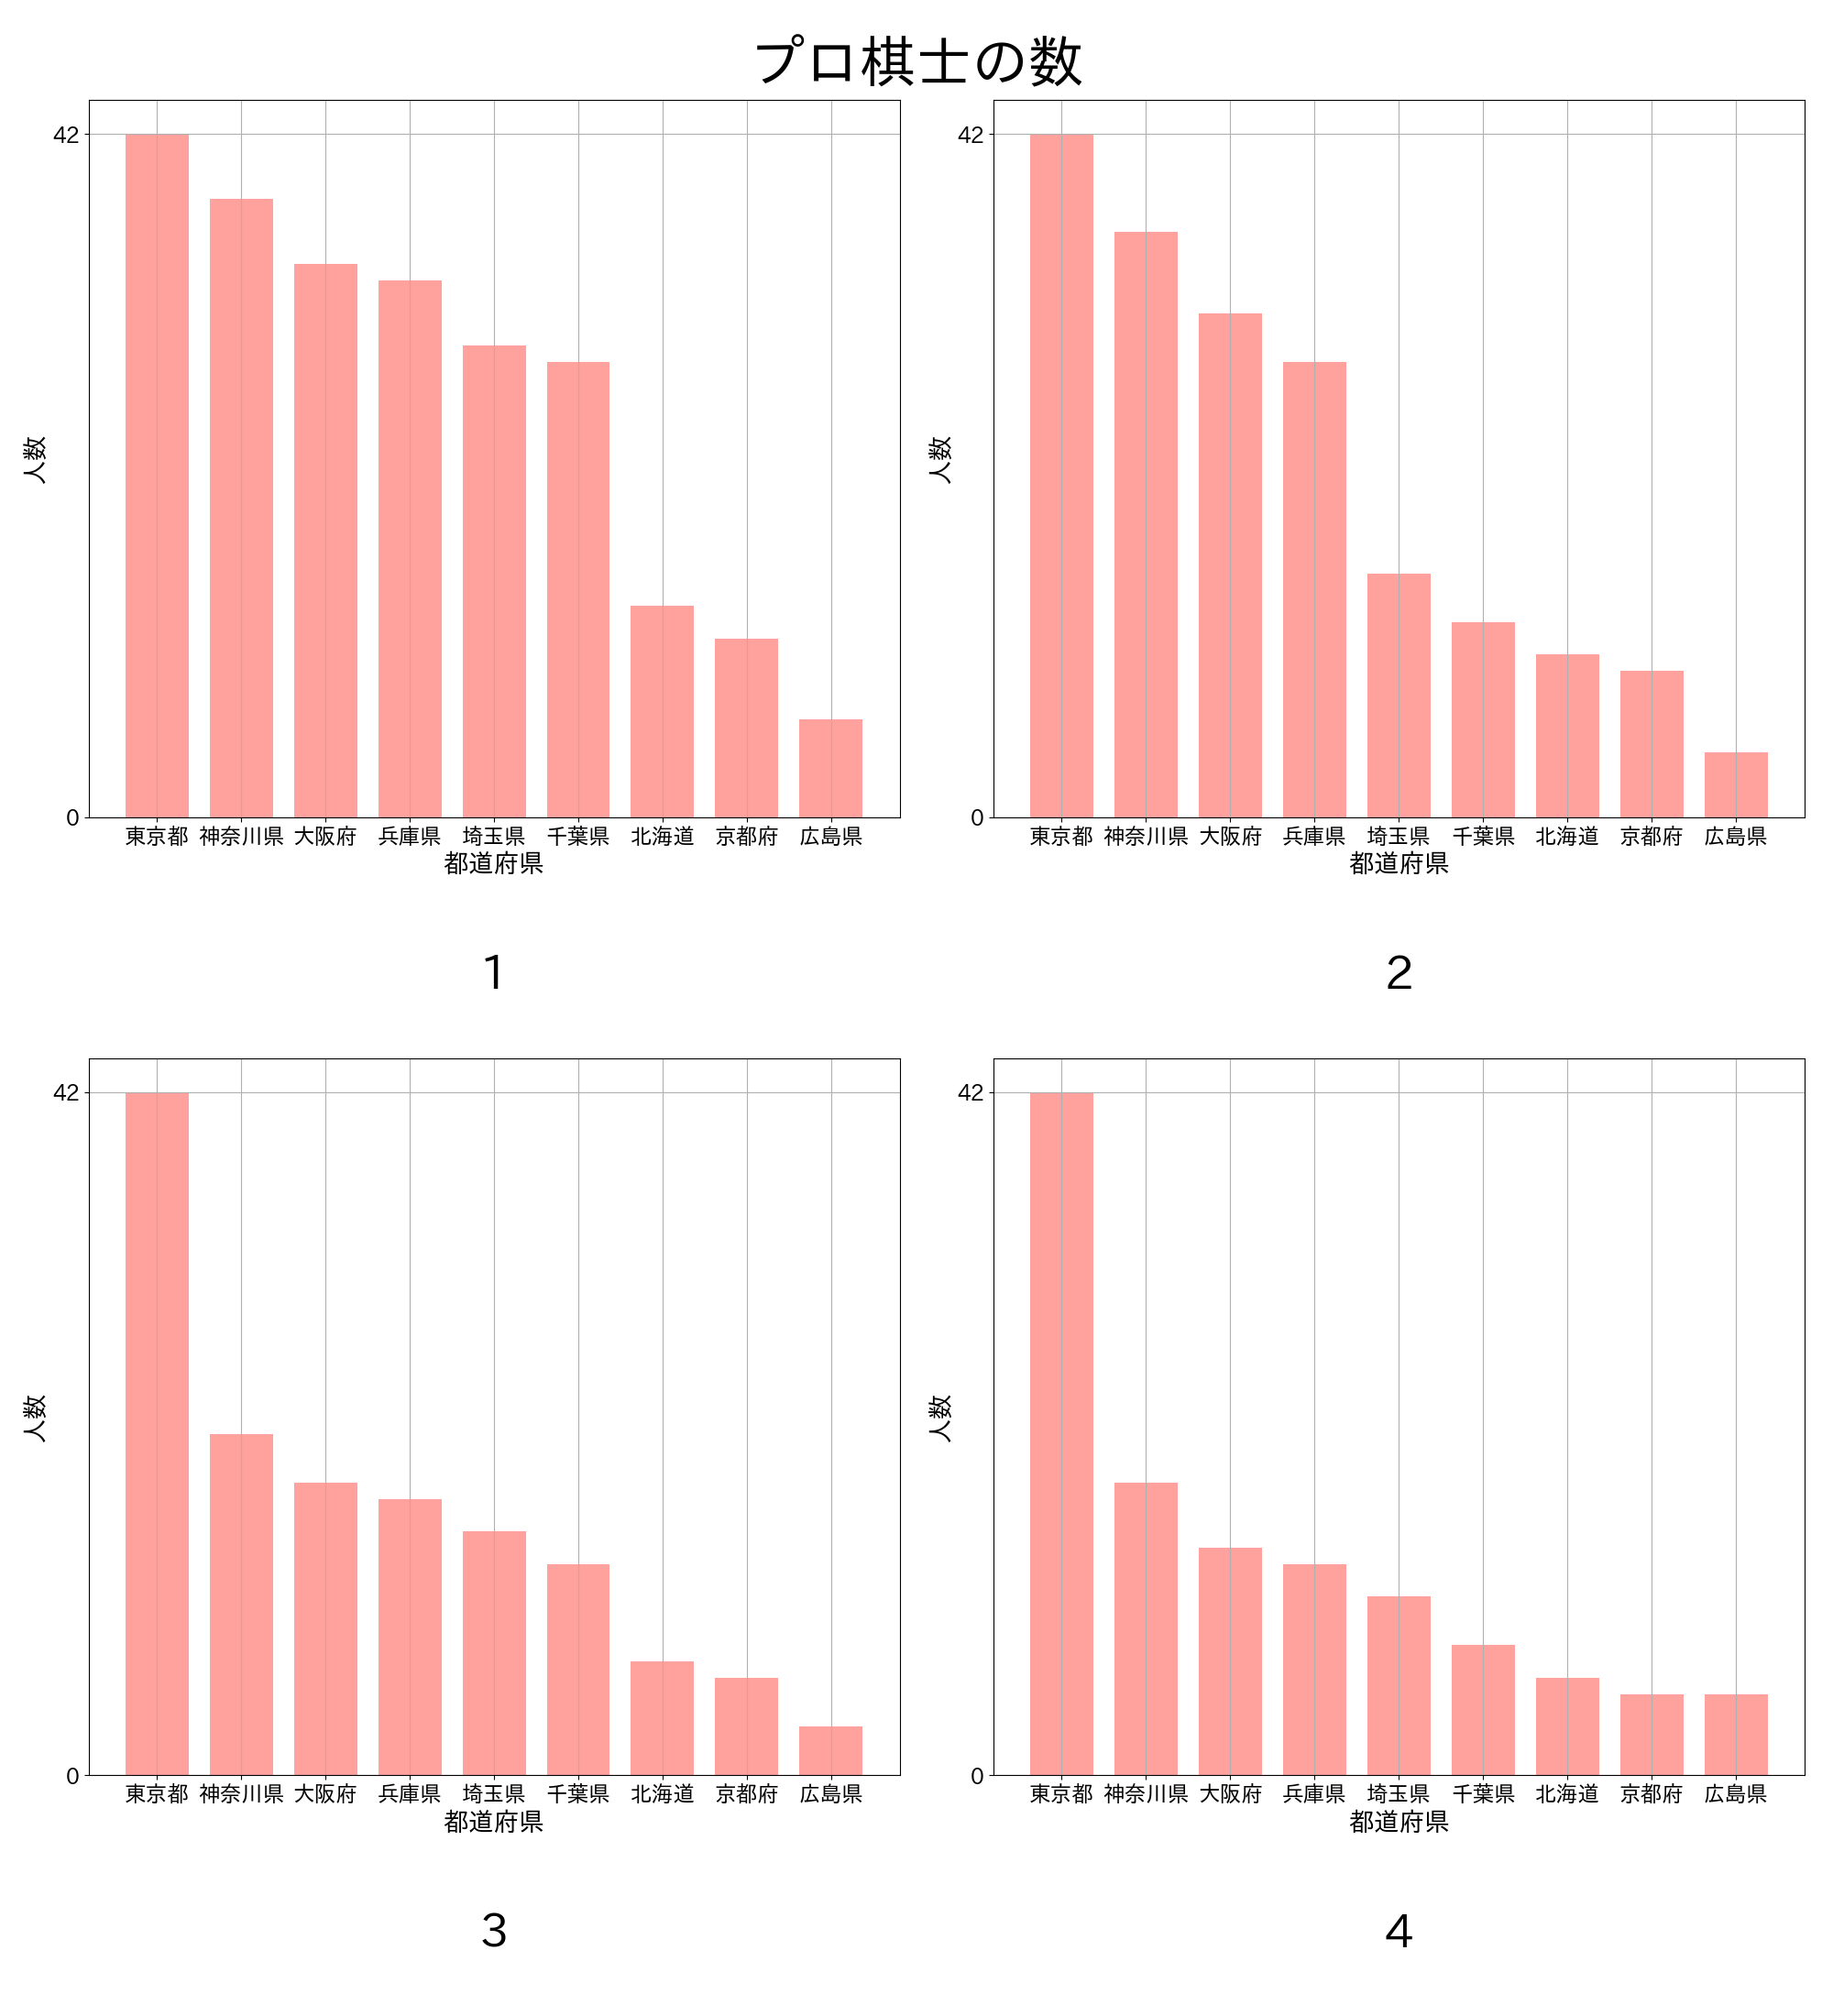 プロ棋士の数
42
0
人数
東京都 神奈川県 大阪府 兵庫県 埼玉県 千葉県 北海道 京都府 広島県
都道府県
1
42
0
人数
東京都 神奈川県 大阪府 兵庫県 埼玉県 千葉県 北海道 京都府 広島県
都道府県
2
42
0
人数
東京都 神奈川県 大阪府 兵庫県 埼玉県 千葉県 北海道 京都府 広島県
都道府県
3
42
0
人数
東京都 神奈川県 大阪府 兵庫県 埼玉県 千葉県 北海道 京都府 広島県
都道府県
4